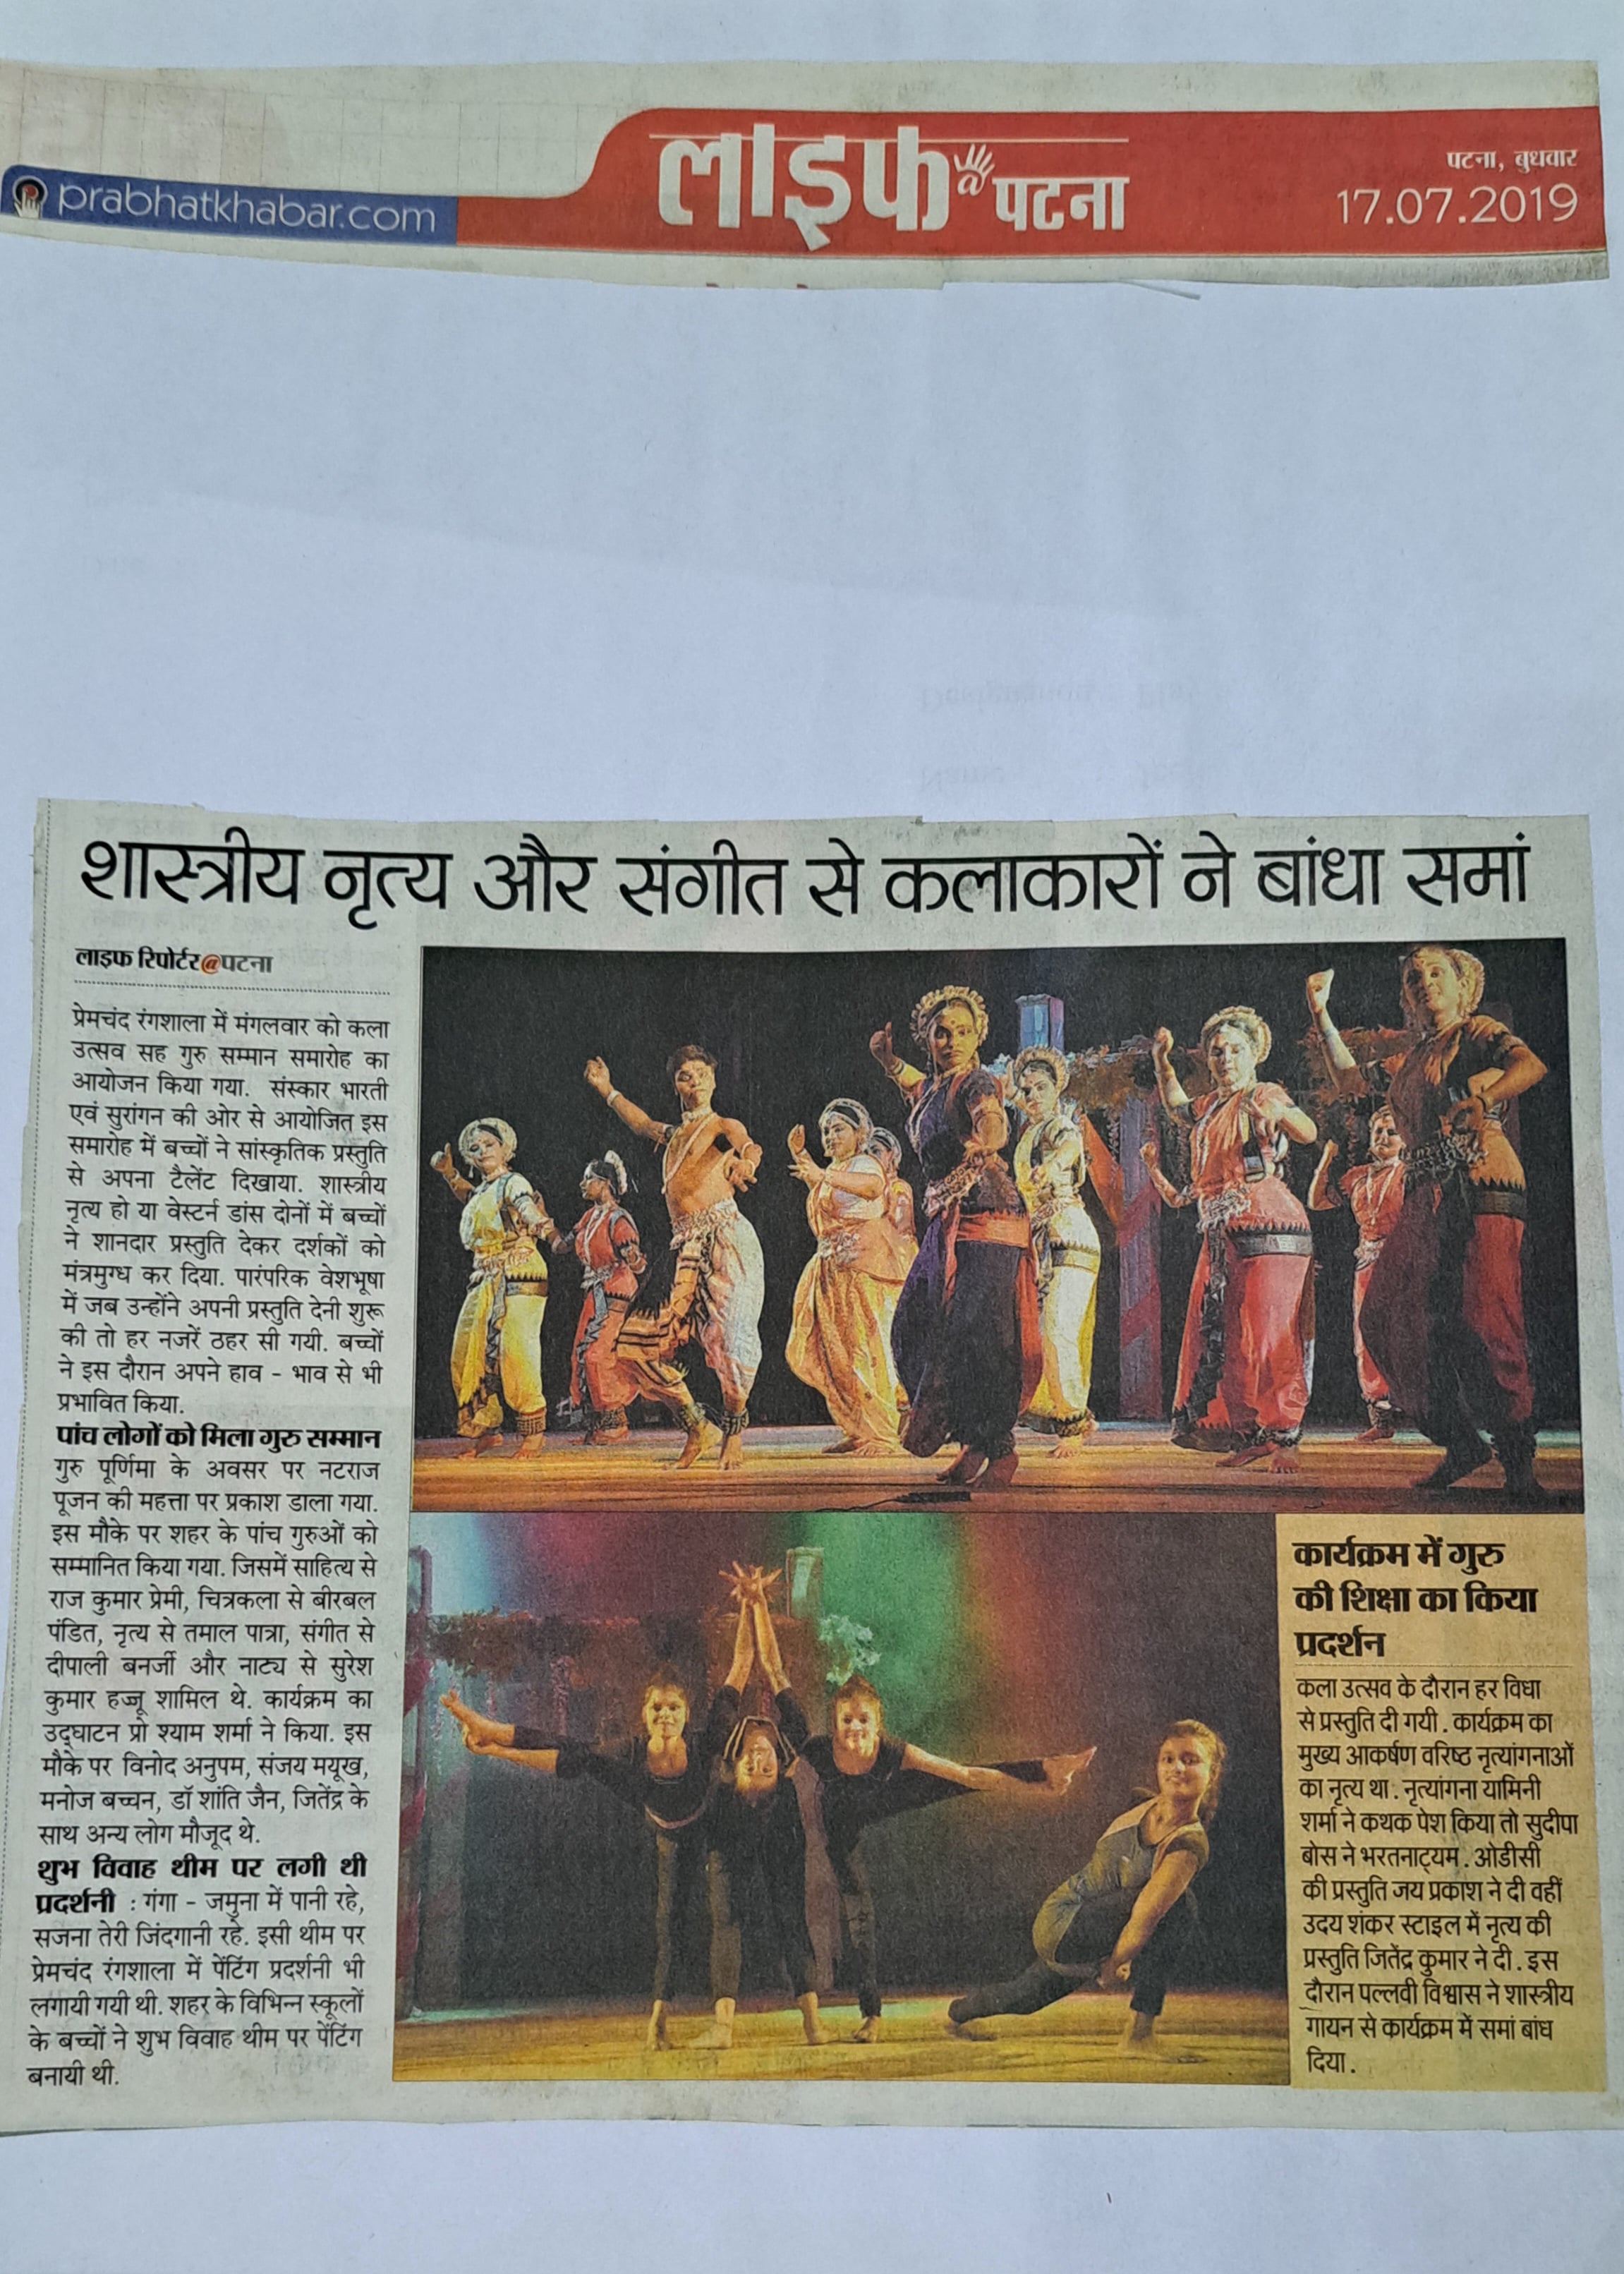 prabhatkhabar.com
लाइफ@पटना
पटना, बुधवार
17.07.2019
शास्त्रीय नृत्य और संगीत से कलाकारों ने बांधा समां
लाइफ रिपोर्टर@पटना
प्रेमचंद रंगशाला में मंगलवार को कला
उत्सव सह गुरु सम्मान समारोह का
आयोजन किया गया. संस्कार भारती
एवं सुरांगन की ओर से आयोजित इस
समारोह में बच्चों ने सांस्कृतिक प्रस्तुति
से अपना टैलेंट दिखाया. शास्त्रीय
नृत्य हो या वेस्टर्न डांस दोनों में बच्चों
ने शानदार प्रस्तुति देकर दर्शकों को
मंत्रमुग्ध कर दिया. पारंपरिक वेशभूषा
में जब उन्होंने अपनी प्रस्तुति देनी शुरू
की तो हर नजरें ठहर सी गयी. बच्चों
ने इस दौरान अपने हाव - भाव से भी
प्रभावित किया.
पांच लोगों को मिला गुरु सम्मान
गुरु पूर्णिमा के अवसर पर नटराज
पूजन की महत्ता पर प्रकाश डाला गया.
इस मौके पर शहर के पांच गुरुओं को
सम्मानित किया गया. जिसमें साहित्य से
राज कुमार प्रेमी, चित्रकला से बीरबल
पंडित, नृत्य से तमाल पात्रा, संगीत से
दीपाली बनर्जी और नाट्य से सुरेश
कुमार हज्जू शामिल थे. कार्यक्रम का
उद्घाटन प्रो श्याम शर्मा ने किया. इस
मौके पर विनोद अनुपम, संजय मयूख,
मनोज बच्चन, डॉ शांति जैन, जितेंद्र के
साथ अन्य लोग मौजूद थे.
शुभ विवाह थीम पर लगी थी
प्रदर्शनी : गंगा - जमुना में पानी रहे,
सजना तेरी जिंदगानी रहे. इसी थीम पर
प्रेमचंद रंगशाला में पेंटिंग प्रदर्शनी भी
लगायी गयी थी. शहर के विभिन्न स्कूलों
के बच्चों ने शुभ विवाह थीम पर पेंटिंग
बनायी थी.
कार्यक्रम में गुरु
की शिक्षा का किया
प्रदर्शन
कला उत्सव के दौरान हर विधा
से प्रस्तुति दी गयी. कार्यक्रम का
मुख्य आकर्षण वरिष्ठ नृत्यांगनाओं
का नृत्य था. नृत्यांगना यामिनी
शर्मा ने कथक पेश किया तो सुदीपा
बोस ने भरतनाट्यम. ओडीसी
की प्रस्तुति जय प्रकाश ने दी वहीं
उदय शंकर स्टाइल में नृत्य की
प्रस्तुति जितेंद्र कुमार ने दी. इस
दौरान पल्लवी विश्वास ने शास्त्रीय
गायन से कार्यक्रम में समां बांध
दिया.